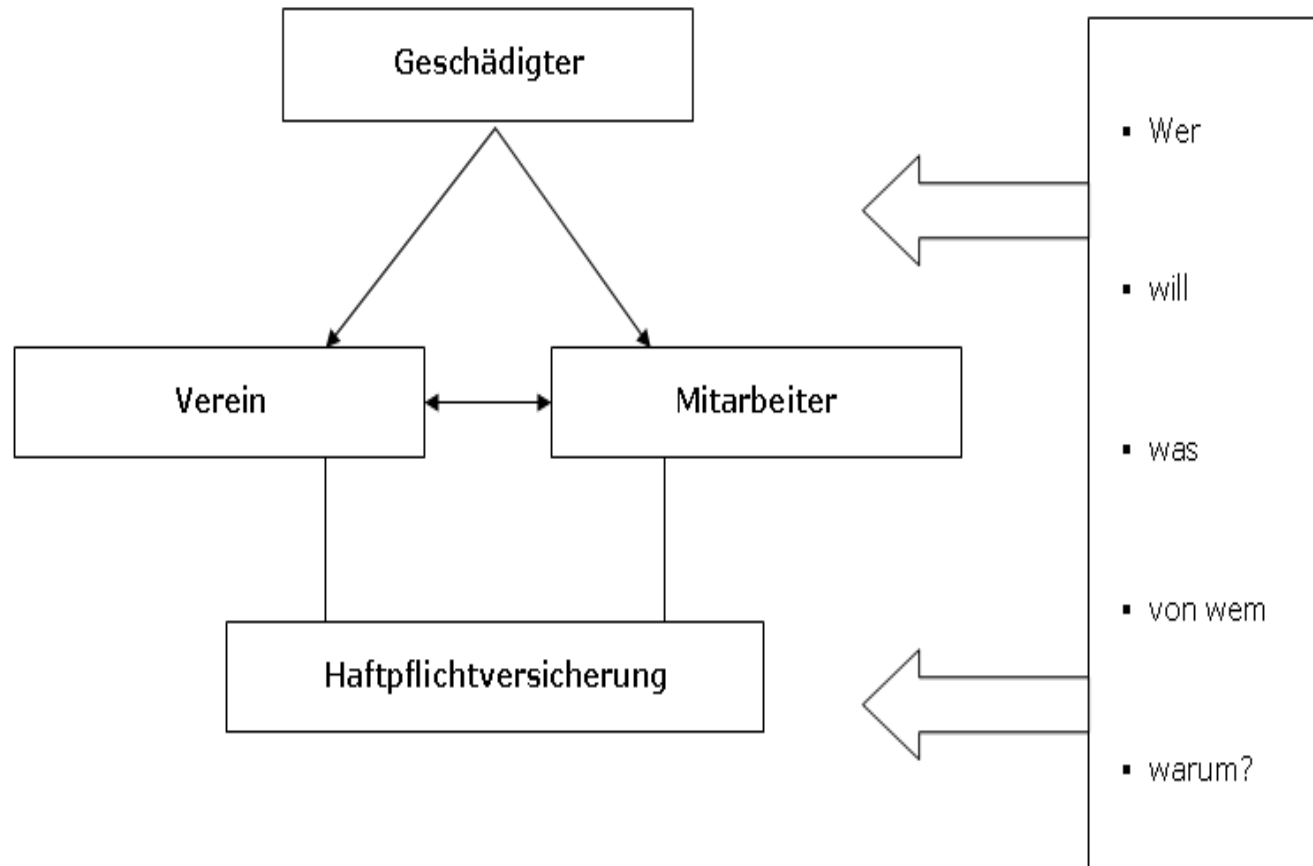 Geschädigter
Verein
Mitarbeiter
Haftpflichtversicherung
▪ Wer
▪ will
▪ was
▪ von wem
▪ warum?